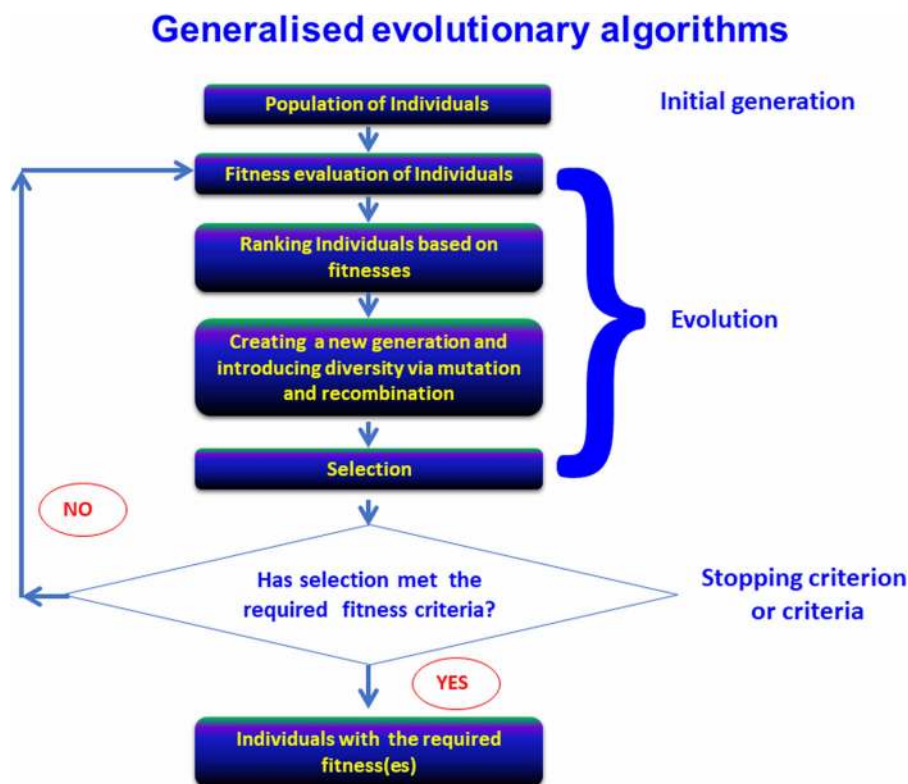 Generalised evolutionary algorithms
Population of Individuals
Initial generation
Fitness evaluation of Individuals
Ranking Individuals based on
fitnesses
Evolution
Creating a new generation and
introducing diversity via mutation
and recombination
Selection
NO
Has selection met the
required fitness criteria?
Stopping criterion
or criteria
YES
Individuals with the required
fitness(es)